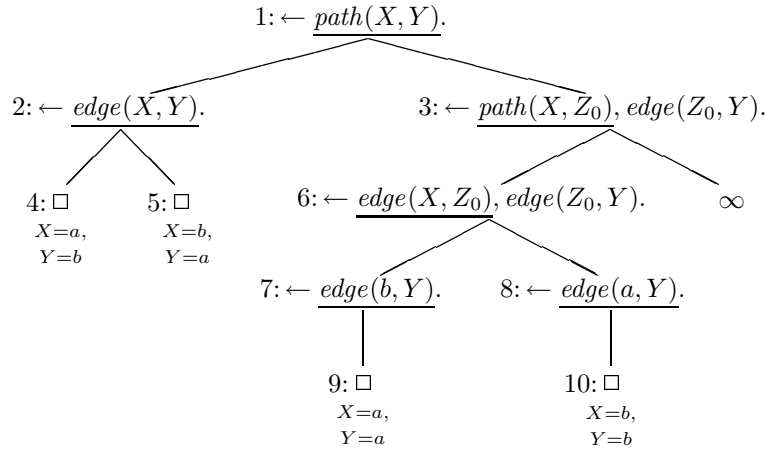 1: ← path(X, Y).
2: ← edge(X, Y). 3: ← path(X, Z₀), edge(Z₀, Y).
4: □ 5: □ 6: ← edge(X, Z₀), edge(Z₀, Y). ∞
X=a, X=b,
Y=b Y=a
7: ← edge(b, Y). 8: ← edge(a, Y).
9: □ 10: □
X=a, X=b,
Y=a Y=b